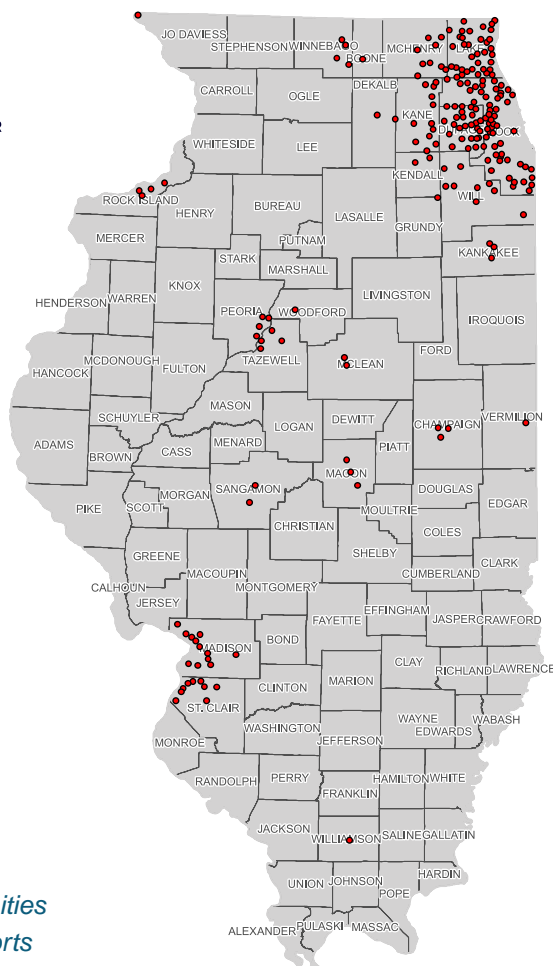 JO DAVIESS
STEPHENSON
WINNEBAGO
BOONE
MCHENRY
LAKE
CARROLL
OGLE
DEKALB
KANE
COOK
WHITESIDE
LEE
KENDALL
WILL
ROCK ISLAND
HENRY
BUREAU
LASALLE
GRUNDY
MERCER
PUTNAM
KANKAKEE
STARK
MARSHALL
KNOX
HENDERSON
WARREN
PEORIA
WOODFORD
LIVINGSTON
IROQUOIS
FORD
HANCOCK
MCDONOUGH
FULTON
TAZEWELL
MCLEAN
SCHUYLER
MASON
LOGAN
DEWITT
CHAMPAIGN
VERMILION
ADAMS
BROWN
CASS
MENARD
PIATT
MACON
SANGAMON
MORGAN
PIKE
SCOTT
DOUGLAS
EDGAR
MOULTRIE
CHRISTIAN
COLES
SHELBY
GREENE
MACOUPIN
MONTGOMERY
CUMBERLAND
CLARK
CALHOUN
JERSEY
FAYETTE
EFFINGHAM
JASPER
CRAWFORD
MADISON
BOND
CLAY
RICHLAND
LAWRENCE
MARION
CLINTON
ST. CLAIR
WAYNE
EDWARDS
WABASH
WASHINGTON
JEFFERSON
MONROE
RANDOLPH
PERRY
HAMILTON
WHITE
FRANKLIN
JACKSON
WILLIAMSON
SALINE
GALLATIN
UNION
JOHNSON
POPE
HARDIN
ALEXANDER
PULASKI
MASSAC
ities
orts